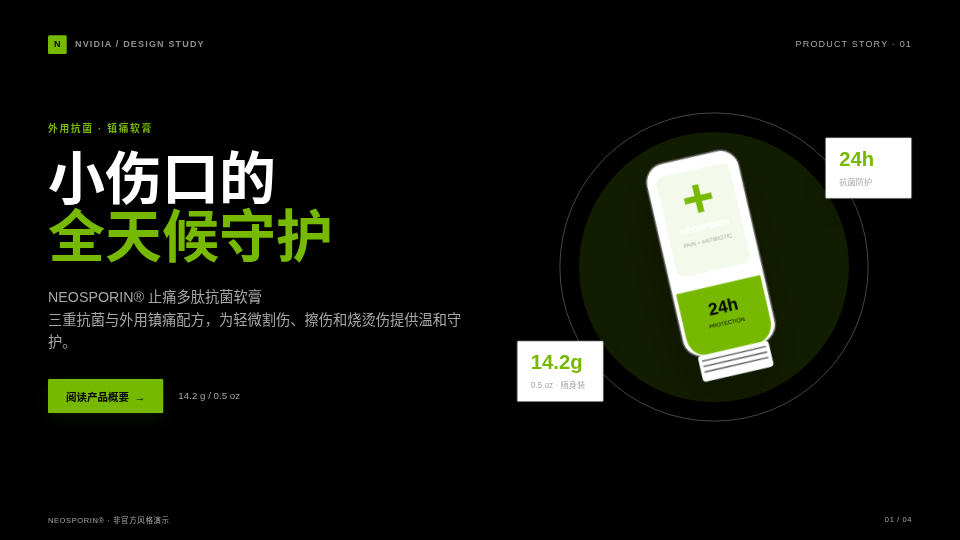 N NVIDIA / DESIGN STUDY
PRODUCT STORY · 01
外用抗菌 · 镇痛软膏
小伤口的
全天候守护
NEOSPORIN® 止痛多肽抗菌软膏
三重抗菌与外用镇痛配方，为轻微割伤、擦伤和烧烫伤提供温和守
护。
阅读产品概要 →
14.2 g / 0.5 oz
24h
抗菌防护
NEOSPORIN
PAIN + ANTIBIOTIC
24h
PROTECTION
14.2g
0.5 oz · 随身装
NEOSPORIN® · 非官方风格演示
01 / 04